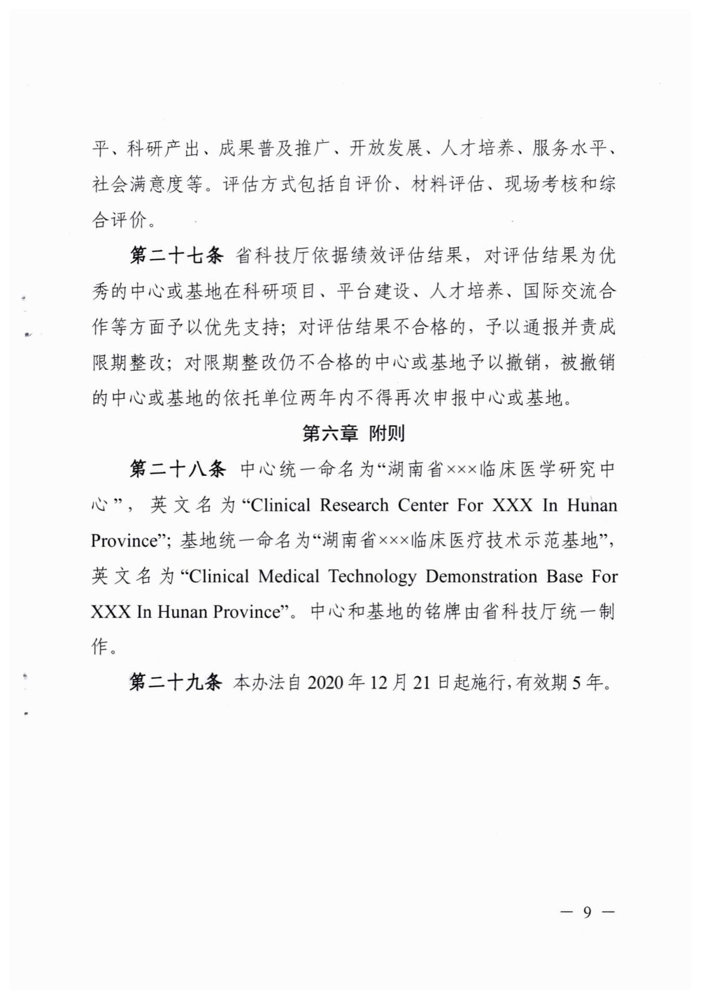 平、科研产出、成果普及推广、开放发展、人才培养、服务水平、
社会满意度等。评估方式包括自评价、材料评估、现场考核和综
合评价。
第二十七条 省科技厅依据绩效评估结果，对评估结果为优
秀的中心或基地在科研项目、平台建设、人才培养、国际交流合
作等方面予以优先支持；对评估结果不合格的，予以通报并责成
限期整改；对限期整改仍不合格的中心或基地予以撤销，被撤销
的中心或基地的依托单位两年内不得再次申报中心或基地。
第六章 附则
第二十八条 中心统一命名为“湖南省×××临床医学研究中
心”，英文名为“Clinical Research Center For XXX In Hunan
Province”; 基地统一命名为“湖南省×××临床医疗技术示范基地”，
英文名为“Clinical Medical Technology Demonstration Base For
XXX In Hunan Province”。中心和基地的铭牌由省科技厅统一制
作。
第二十九条 本办法自 2020 年 12 月 21 日起施行，有效期 5 年。
— 9 —